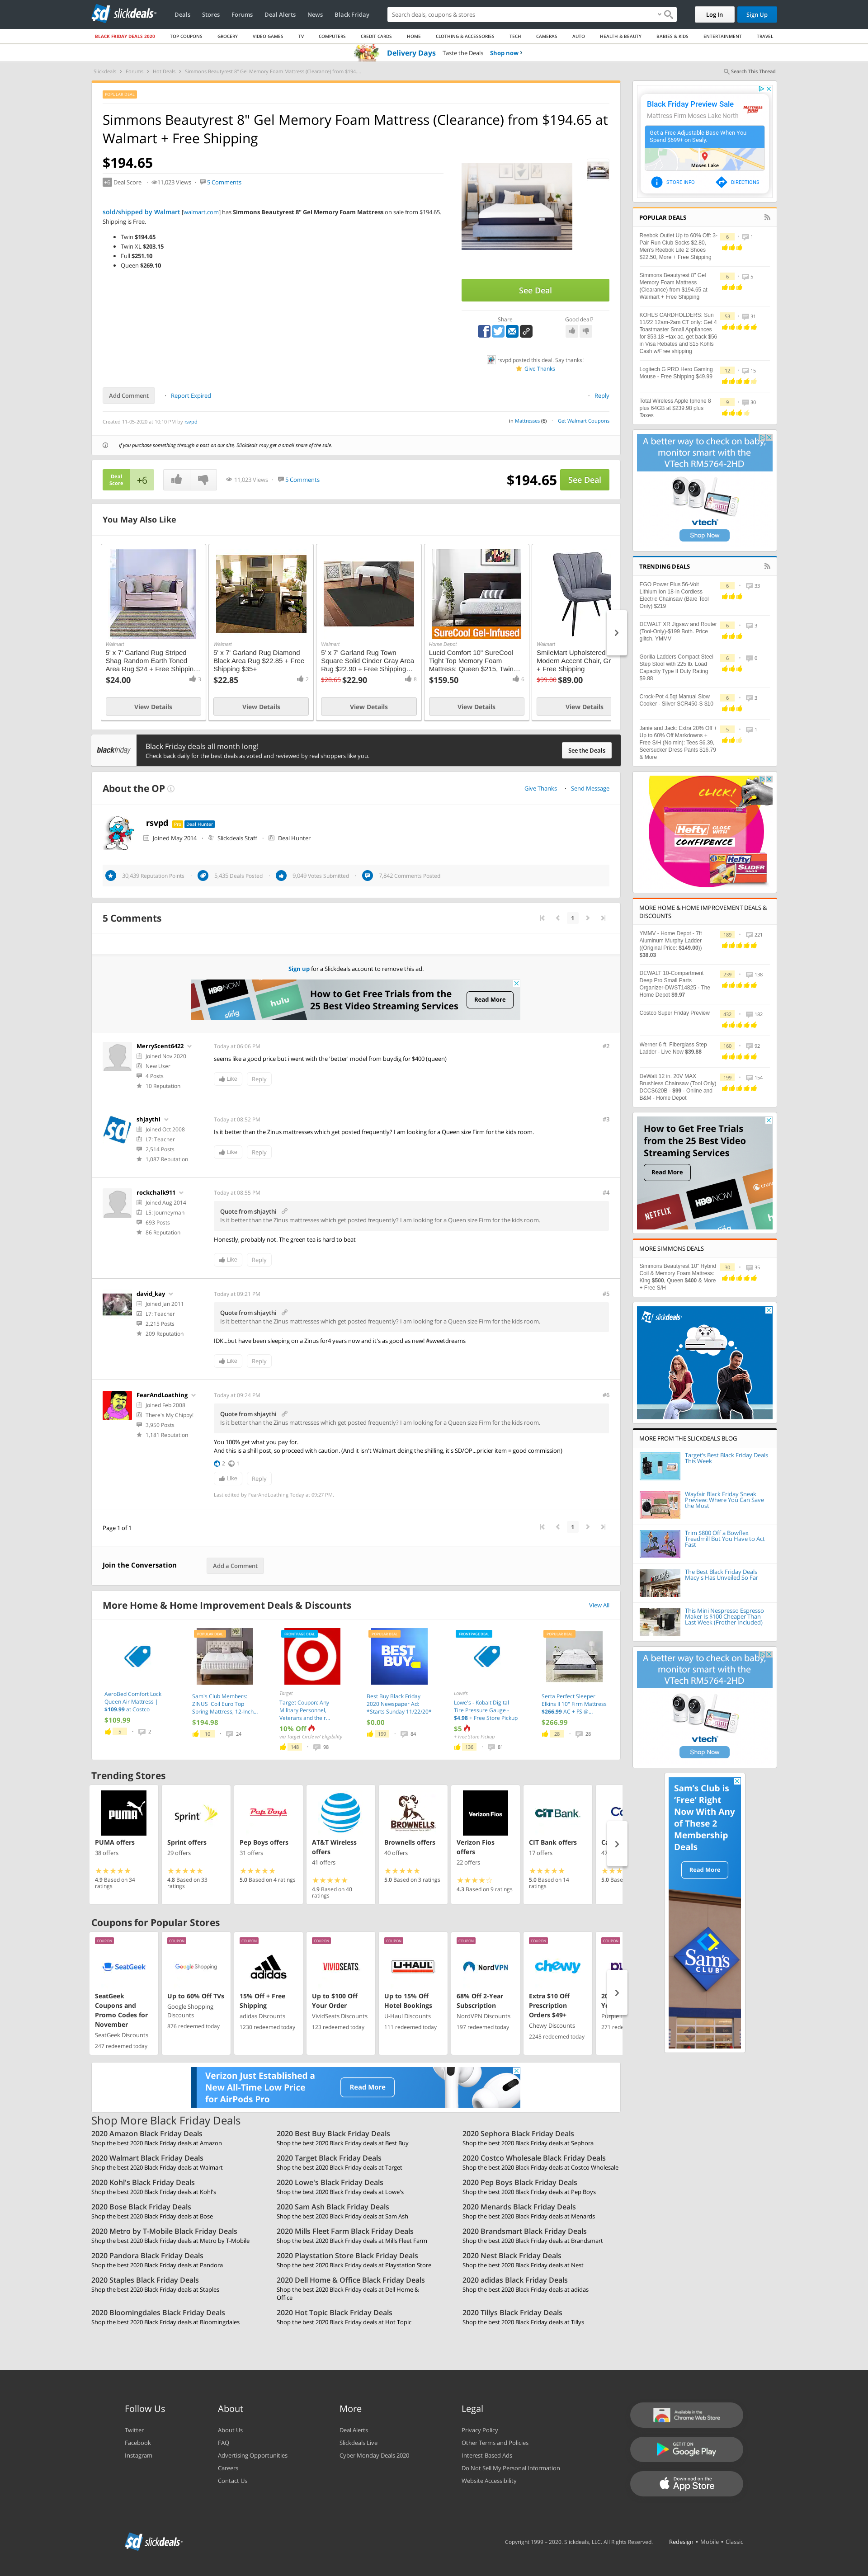 slickdeals
Deals
Stores
Forums
Deal Alerts
News
Black Friday
Search deals, coupons & stores
Log In
Sign Up
BLACK FRIDAY DEALS 2020
TOP COUPONS
GROCERY
VIDEO GAMES
TV
COMPUTERS
CREDIT CARDS
HOME
CLOTHING & ACCESSORIES
TECH
CAMERAS
AUTO
HEALTH & BEAUTY
BABIES & KIDS
ENTERTAINMENT
TRAVEL
Delivery Days Taste the Deals Shop now >
Slickdeals > Forums > Hot Deals > Simmons Beautyrest 8" Gel Memory Foam Mattress (Clearance) from $194....
Search This Thread
POPULAR DEAL
Simmons Beautyrest 8" Gel Memory Foam Mattress (Clearance) from $194.65 at
Walmart + Free Shipping
$194.65
+6 Deal Score 11,023 Views 5 Comments
sold/shipped by Walmart [walmart.com] has Simmons Beautyrest 8" Gel Memory Foam Mattress on sale from $194.65.
Shipping is Free.
• Twin $194.65
• Twin XL $203.15
• Full $251.10
• Queen $269.10
See Deal
Share
Good deal?
rsvpd posted this deal. Say thanks!
Give Thanks
Add Comment
Report Expired
Reply
Created 11-05-2020 at 10:10 PM by rsvpd
in Mattresses (6) Get Walmart Coupons
If you purchase something through a post on our site, Slickdeals may get a small share of the sale.
Deal Score +6
11,023 Views 5 Comments
$194.65
See Deal
You May Also Like
Walmart
5' x 7' Garland Rug Striped
Shag Random Earth Toned
Area Rug $24 + Free Shippin...
$24.00 3
View Details
Walmart
5' x 7' Garland Rug Diamond
Black Area Rug $22.85 + Free
Shipping $35+
$22.85 2
View Details
Walmart
5' x 7' Garland Rug Town
Square Solid Cinder Gray Area
Rug $22.90 + Free Shipping...
$28.65 $22.90 8
View Details
SureCool Gel-Infused
Home Depot
Lucid Comfort 10" SureCool
Tight Top Memory Foam
Mattress: Queen $215, Twin...
$159.50 6
View Details
Walmart
SmileMart Upholstered
Modern Accent Chair, Gr
+ Free Shipping
$99.00 $89.00
View Details
blackfriday
Black Friday deals all month long!
Check back daily for the best deals as voted and reviewed by real shoppers like you.
See the Deals
About the OP
Give Thanks • Send Message
rsvpd Pro Deal Hunter
Joined May 2014 Slickdeals Staff Deal Hunter
30,439 Reputation Points
5,435 Deals Posted
9,049 Votes Submitted
7,842 Comments Posted
5 Comments
1
Sign up for a Slickdeals account to remove this ad.
HBO NOW
hulu
How to Get Free Trials from the
25 Best Video Streaming Services
Read More
MerryScent6422
Joined Nov 2020
New User
4 Posts
10 Reputation
Today at 06:06 PM
#2
seems like a good price but i went with the 'better' model from buydig for $400 (queen)
Like
Reply
shjaythi
Joined Oct 2008
L7: Teacher
2,514 Posts
1,087 Reputation
Today at 08:52 PM
#3
Is it better than the Zinus mattresses which get posted frequently? I am looking for a Queen size Firm for the kids room.
Like
Reply
rockchalk911
Joined Aug 2014
L5: Journeyman
693 Posts
86 Reputation
Today at 08:55 PM
#4
Quote from shjaythi
Is it better than the Zinus mattresses which get posted frequently? I am looking for a Queen size Firm for the kids room.
Honestly, probably not. The green tea is hard to beat
Like
Reply
david_kay
Joined Jan 2011
L7: Teacher
2,215 Posts
209 Reputation
Today at 09:21 PM
#5
Quote from shjaythi
Is it better than the Zinus mattresses which get posted frequently? I am looking for a Queen size Firm for the kids room.
IDK...but have been sleeping on a Zinus for4 years now and it's as good as new! #sweetdreams
Like
Reply
FearAndLoathing
Joined Feb 2008
There's My Chippy!
3,950 Posts
1,181 Reputation
Today at 09:24 PM
#6
Quote from shjaythi
Is it better than the Zinus mattresses which get posted frequently? I am looking for a Queen size Firm for the kids room.
You 100% get what you pay for.
And this is a shill post, so proceed with caution. (And it isn't Walmart doing the shilling, it's SD/OP...pricier item = good commission)
2 1
Like
Reply
Last edited by FearAndLoathing Today at 09:27 PM.
Page 1 of 1
1
Join the Conversation
Add a Comment
More Home & Home Improvement Deals & Discounts
View All
AeroBed Comfort Lock
Queen Air Mattress |
$109.99 at Costco
$109.99
5 2
POPULAR DEAL
Sam's Club Members:
ZINUS iCoil Euro Top
Spring Mattress, 12-inch...
$194.98
10 24
FRONTPAGE DEAL
Target
Target Coupon: Any
Military Personnel,
Veterans and their...
10% Off
via Target Circle w/ Eligibility
148 98
POPULAR DEAL
BEST BUY
Best Buy Black Friday
2020 Newspaper Ad:
*Starts Sunday 11/22/20*
$0.00
199 84
FRONTPAGE DEAL
Lowe's
Lowe's - Kobalt Digital
Tire Pressure Gauge -
$4.98 + Free Store Pickup
$5
+ Free Store Pickup
136 81
POPULAR DEAL
Serta Perfect Sleeper
Elkins II 10" Firm Mattress
$266.99 AC + FS @...
$266.99
28 28
Trending Stores
PUMA
PUMA offers
38 offers
4.9 Based on 34
ratings
Sprint
Sprint offers
29 offers
4.8 Based on 33
ratings
Pep Boys
Pep Boys offers
31 offers
5.0 Based on 4 ratings
AT&T
AT&T Wireless
offers
41 offers
4.9 Based on 40
ratings
BROWNELLS
Brownells offers
40 offers
5.0 Based on 3 ratings
Verizon Fios
Verizon Fios
offers
22 offers
4.3 Based on 9 ratings
CIT Bank
CIT Bank offers
17 offers
5.0 Based on 14
ratings
Coupons for Popular Stores
COUPON
SeatGeek
SeatGeek
Coupons and
Promo Codes for
November
SeatGeek Discounts
247 redeemed today
COUPON
Google Shopping
Up to 60% Off TVs
Google Shopping
Discounts
876 redeemed today
COUPON
adidas
15% Off + Free
Shipping
adidas Discounts
1230 redeemed today
COUPON
VIVIDSEATS
Up to $100 Off
Your Order
VividSeats Discounts
123 redeemed today
COUPON
U-HAUL
Up to 15% Off
Hotel Bookings
U-Haul Discounts
111 redeemed today
COUPON
NordVPN
68% Off 2-Year
Subscription
NordVPN Discounts
197 redeemed today
COUPON
chewy
Extra $10 Off
Prescription
Orders $49+
Chewy Discounts
2245 redeemed today
COUPON
Verizon Just Established a
New All-Time Low Price
for AirPods Pro
Read More
Shop More Black Friday Deals
2020 Amazon Black Friday Deals
Shop the best 2020 Black Friday deals at Amazon
2020 Best Buy Black Friday Deals
Shop the best 2020 Black Friday deals at Best Buy
2020 Sephora Black Friday Deals
Shop the best 2020 Black Friday deals at Sephora
2020 Walmart Black Friday Deals
Shop the best 2020 Black Friday deals at Walmart
2020 Target Black Friday Deals
Shop the best 2020 Black Friday deals at Target
2020 Costco Wholesale Black Friday Deals
Shop the best 2020 Black Friday deals at Costco Wholesale
2020 Kohl's Black Friday Deals
Shop the best 2020 Black Friday deals at Kohl's
2020 Lowe's Black Friday Deals
Shop the best 2020 Black Friday deals at Lowe's
2020 Pep Boys Black Friday Deals
Shop the best 2020 Black Friday deals at Pep Boys
2020 Bose Black Friday Deals
Shop the best 2020 Black Friday deals at Bose
2020 Sam Ash Black Friday Deals
Shop the best 2020 Black Friday deals at Sam Ash
2020 Menards Black Friday Deals
Shop the best 2020 Black Friday deals at Menards
2020 Metro by T-Mobile Black Friday Deals
Shop the best 2020 Black Friday deals at Metro by T-Mobile
2020 Mills Fleet Farm Black Friday Deals
Shop the best 2020 Black Friday deals at Mills Fleet Farm
2020 Brandsmart Black Friday Deals
Shop the best 2020 Black Friday deals at Brandsmart
2020 Pandora Black Friday Deals
Shop the best 2020 Black Friday deals at Pandora
2020 Playstation Store Black Friday Deals
Shop the best 2020 Black Friday deals at Playstation Store
2020 Nest Black Friday Deals
Shop the best 2020 Black Friday deals at Nest
2020 Staples Black Friday Deals
Shop the best 2020 Black Friday deals at Staples
2020 Dell Home & Office Black Friday Deals
Shop the best 2020 Black Friday deals at Dell Home &
Office
2020 adidas Black Friday Deals
Shop the best 2020 Black Friday deals at adidas
2020 Bloomingdales Black Friday Deals
Shop the best 2020 Black Friday deals at Bloomingdales
2020 Hot Topic Black Friday Deals
Shop the best 2020 Black Friday deals at Hot Topic
2020 Tillys Black Friday Deals
Shop the best 2020 Black Friday deals at Tillys
Black Friday Preview Sale
Mattress Firm Moses Lake North
MATTRESS FIRM
Get a Free Adjustable Base When You
Spend $699+ on Sealy
Moses Lake
STORE INFO
DIRECTIONS
POPULAR DEALS
Reebok Outlet Up to 60% Off: 3-
Pair Run Club Socks $2.80,
Men's Reebok Lite 2 Shoes
$22.50, More + Free Shipping
6 1
Simmons Beautyrest 8" Gel
Memory Foam Mattress
(Clearance) from $194.65 at
Walmart + Free Shipping
6 5
KOHLS CARDHOLDERS: Sun
11/22 12am-2am CT only: Get 4
Toastmaster Small Appliances
for $53.18 +tax ac, get back $56
in Visa Rebates and $15 Kohls
Cash w/Free shipping
53 31
Logitech G PRO Hero Gaming
Mouse - Free Shipping $49.99
12 15
Total Wireless Apple Iphone 8
plus 64GB at $239.98 plus
Taxes
9 30
A better way to check on baby,
monitor switch with the
VTech RM5764-2HD
vtech
Shop Now
TRENDING DEALS
EGO Power Plus 56-Volt
Lithium Ion 18-in Cordless
Electric Chainsaw (Bare Tool
Only) $219
6 33
DEWALT XR Jigsaw and Router
(Tool-Only)-$199 Both. Price
glitch. YMMV
6 3
Gorilla Ladders Compact Steel
Step Stool with 225 lb. Load
Capacity Type II Duty Rating
$9.88
6 0
Crock-Pot 4.5qt Manual Slow
Cooker - Silver SCR450-S $10
6 3
Janie and Jack: Extra 20% Off +
Up to 60% Off Markdowns +
Free S/H (No min): Tees $6.39,
Seersucker Dress Pants $16.79
& More
5 1
CLICK!
Hefty
CLOSE WITH
CONFIDENCE
Hefty
SLIDER
BAGS
MORE HOME & HOME IMPROVEMENT DEALS &
DISCOUNTS
YMMV - Home Depot - 7ft
Aluminum Murphy Ladder
((Original Price: $149.00))
$38.03
189 221
DEWALT 10-Compartment
Deep Pro Small Parts
Organizer-DWST14825 - The
Home Depot $9.97
239 138
Costco Super Friday Preview
432 182
Werner 6 ft. Fiberglass Step
Ladder - Live Now $39.88
160 92
DeWalt 12 in. 20V MAX
Brushless Chainsaw (Tool Only)
DCCS620B - $99 - Online and
B&M - Home Depot
199 154
How to Get Free Trials
from the 25 Best Video
Streaming Services
Read More
HBO NOW
NETFLIX
hulu
MORE SIMMONS DEALS
Simmons Beautyrest 10" Hybrid
Coil & Memory Foam Mattress:
King $500, Queen $400 & More
+ Free S/H
30 35
slickdeals
MORE FROM THE SLICKDEALS BLOG
Target's Best Black Friday Deals
This Week
Wayfair Black Friday Sneak
Preview: Where You Can Save
the Most
Trim $800 Off a Bowflex
Treadmill But You Have to Act
Fast
The Best Black Friday Deals
Macy's Has Unveiled So Far
This Mini Nespresso Espresso
Maker Is $100 Cheaper Than
Last Week (Frother Included)
A better way to check on baby,
monitor switch with the
VTech RM5764-2HD
vtech
Shop Now
Sam's Club is
'Free' Right
Now With Any
of These 2
Membership
Deals
Read More
Sam's
CLUB
Follow Us
Twitter
Facebook
Instagram
About
About Us
FAQ
Advertising Opportunities
Careers
Contact Us
More
Deal Alerts
Slickdeals Live
Cyber Monday Deals 2020
Legal
Privacy Policy
Other Terms and Policies
Interest-Based Ads
Do Not Sell My Personal Information
Website Accessibility
Available in the
Chrome Web Store
GET IT ON
Google Play
Download on the
App Store
slickdeals
Copyright 1999 – 2020. Slickdeals, LLC. All Rights Reserved.
Redesign • Mobile • Classic